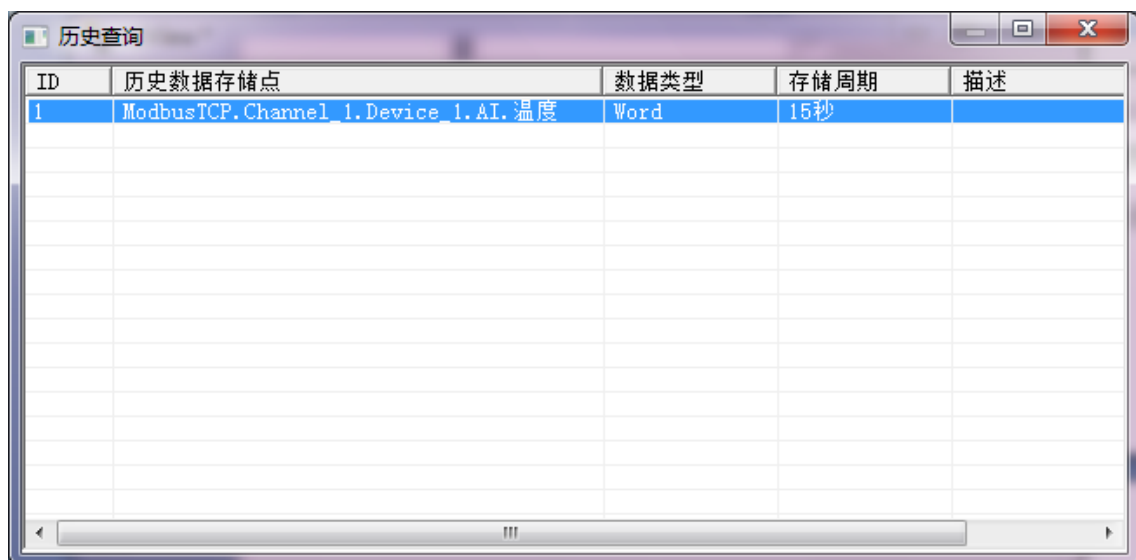 历史查询
ID 历史数据存储点 数据类型 存储周期 描述
1 ModbusTCP.Channel_1.Device_1.AI.温度 Word 15秒